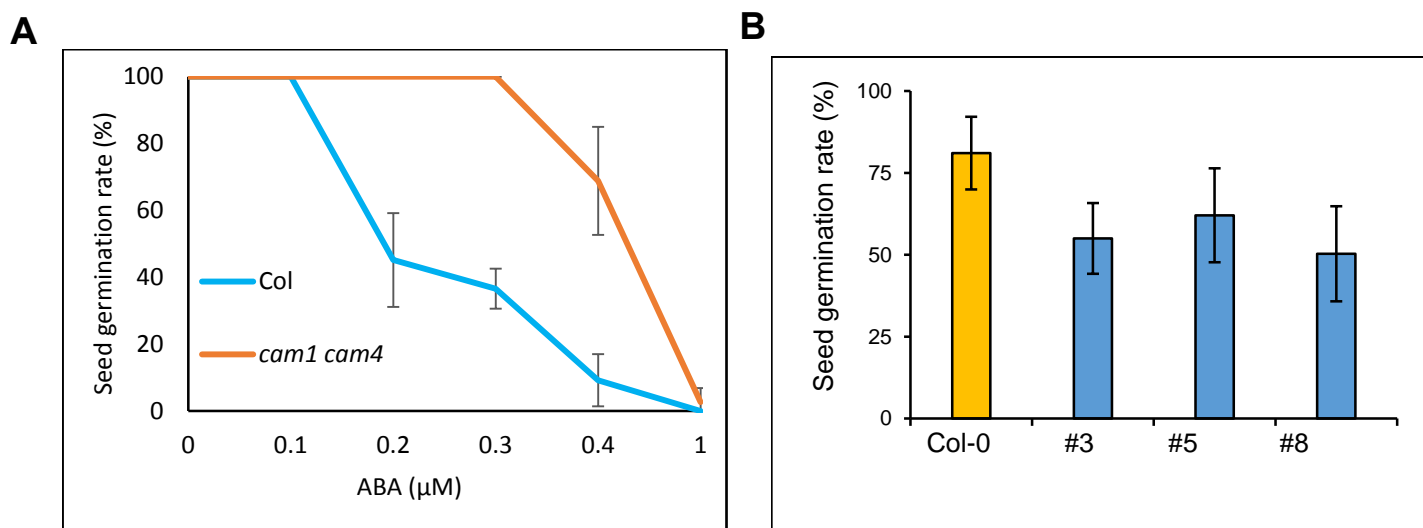 A
Seed germination rate (%)
100
80
60
40
20
0
Col
cam1 cam4
0 0.1 0.2 0.3 0.4 1
ABA (µM)
B
Seed germination rate (%)
100
75
50
25
0
Col-0 #3 #5 #8